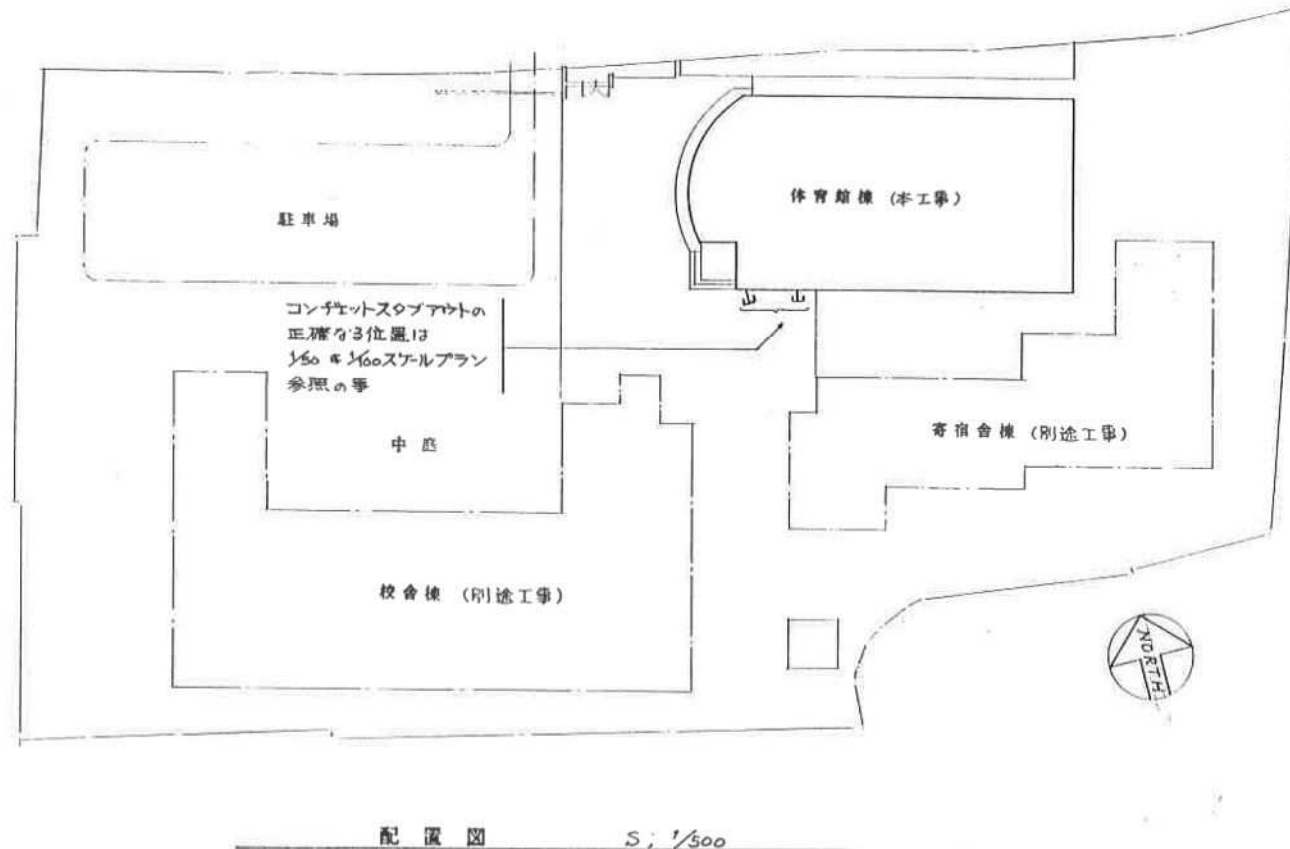 体育館棟 (本工事)
駐車場
コンヂェットスタブアウトの
正確なる位置は
1/50 & 1/100スケールプラン
参照の事
中庭
寄宿舎棟 (別途工事)
校舎棟 (別途工事)
NORTH
配置図 S; 1/500